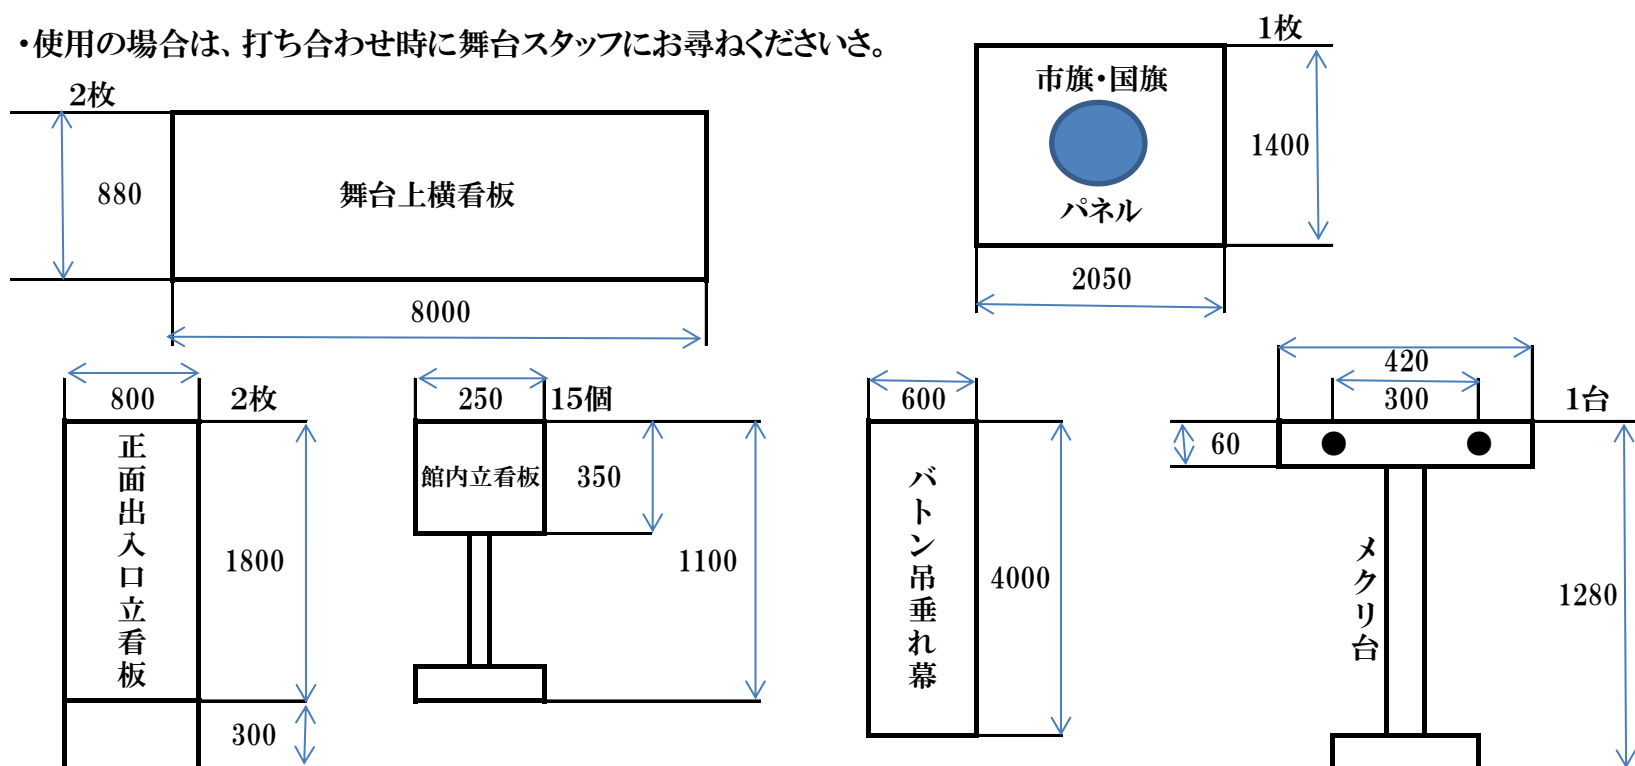 ・使用の場合は、打ち合わせ時に舞台スタッフにお尋ねくださいさ。
2枚
880
舞台上横看板
8000
1枚
市旗・国旗
パネル
1400
2050
800
2枚
正面出入口立看板
1800
300
250
15個
館内立看板
350
1100
600
バトン吊垂れ幕
4000
420
300
1台
60
メクリ台
1280